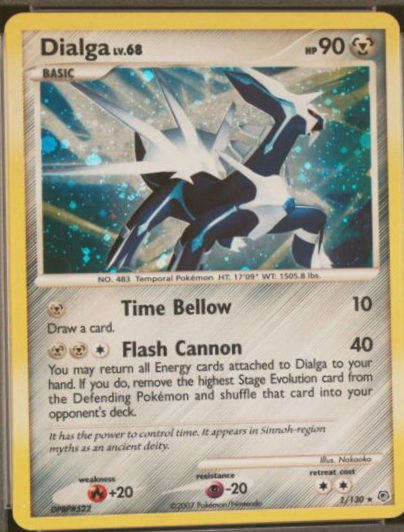 Dialga LV.68 HP 90
BASIC
NO. 483 Temporal Pokémon HT: 17'09" WT: 1505.8 lbs.
Time Bellow 10
Draw a card.
Flash Cannon 40
You may return all Energy cards attached to Dialga to your
hand. If you do, remove the highest Stage Evolution card from
the Defending Pokémon and shuffle that card into your
opponent's deck.
It has the power to control time. It appears in Sinnoh-region
myths as an ancient deity.
Illus. Nakaoka
weakness resistance retreat cost
+20 -20
DPBP#522 ©2007 Pokémon/Nintendo 1/130 ★